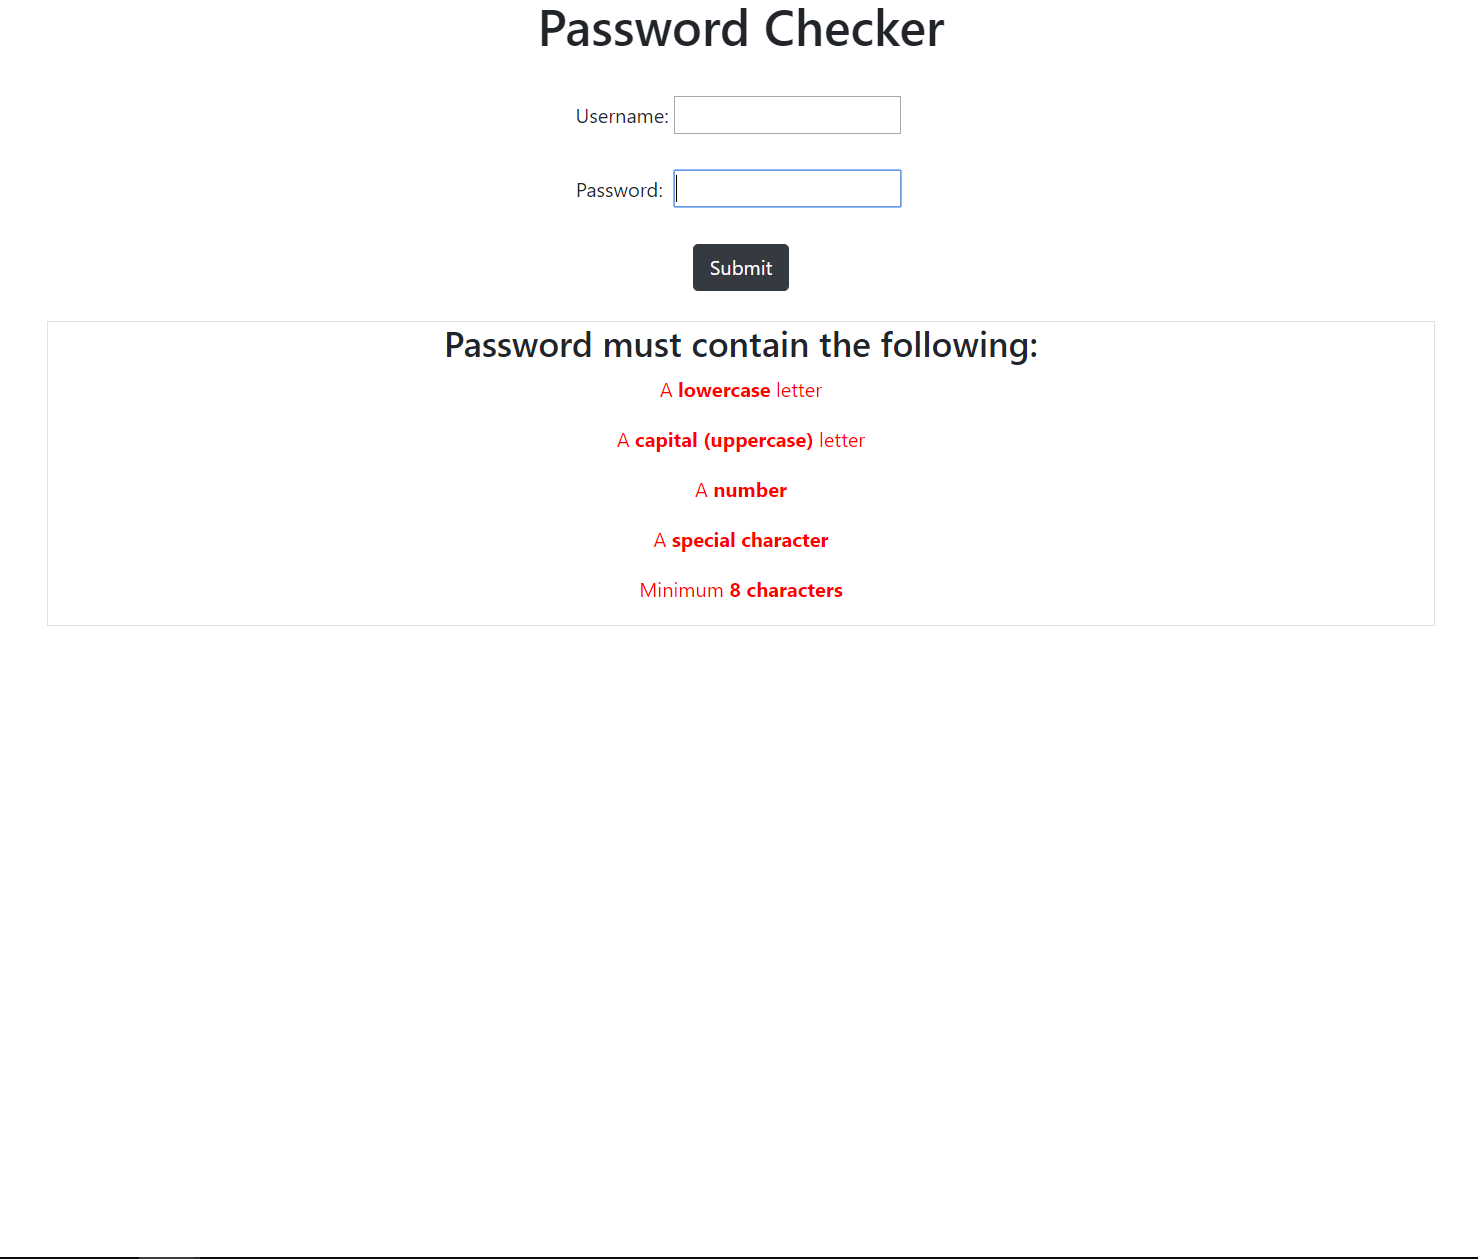 Password Checker
Username:
Password:
Submit
Password must contain the following:
A lowercase letter
A capital (uppercase) letter
A number
A special character
Minimum 8 characters